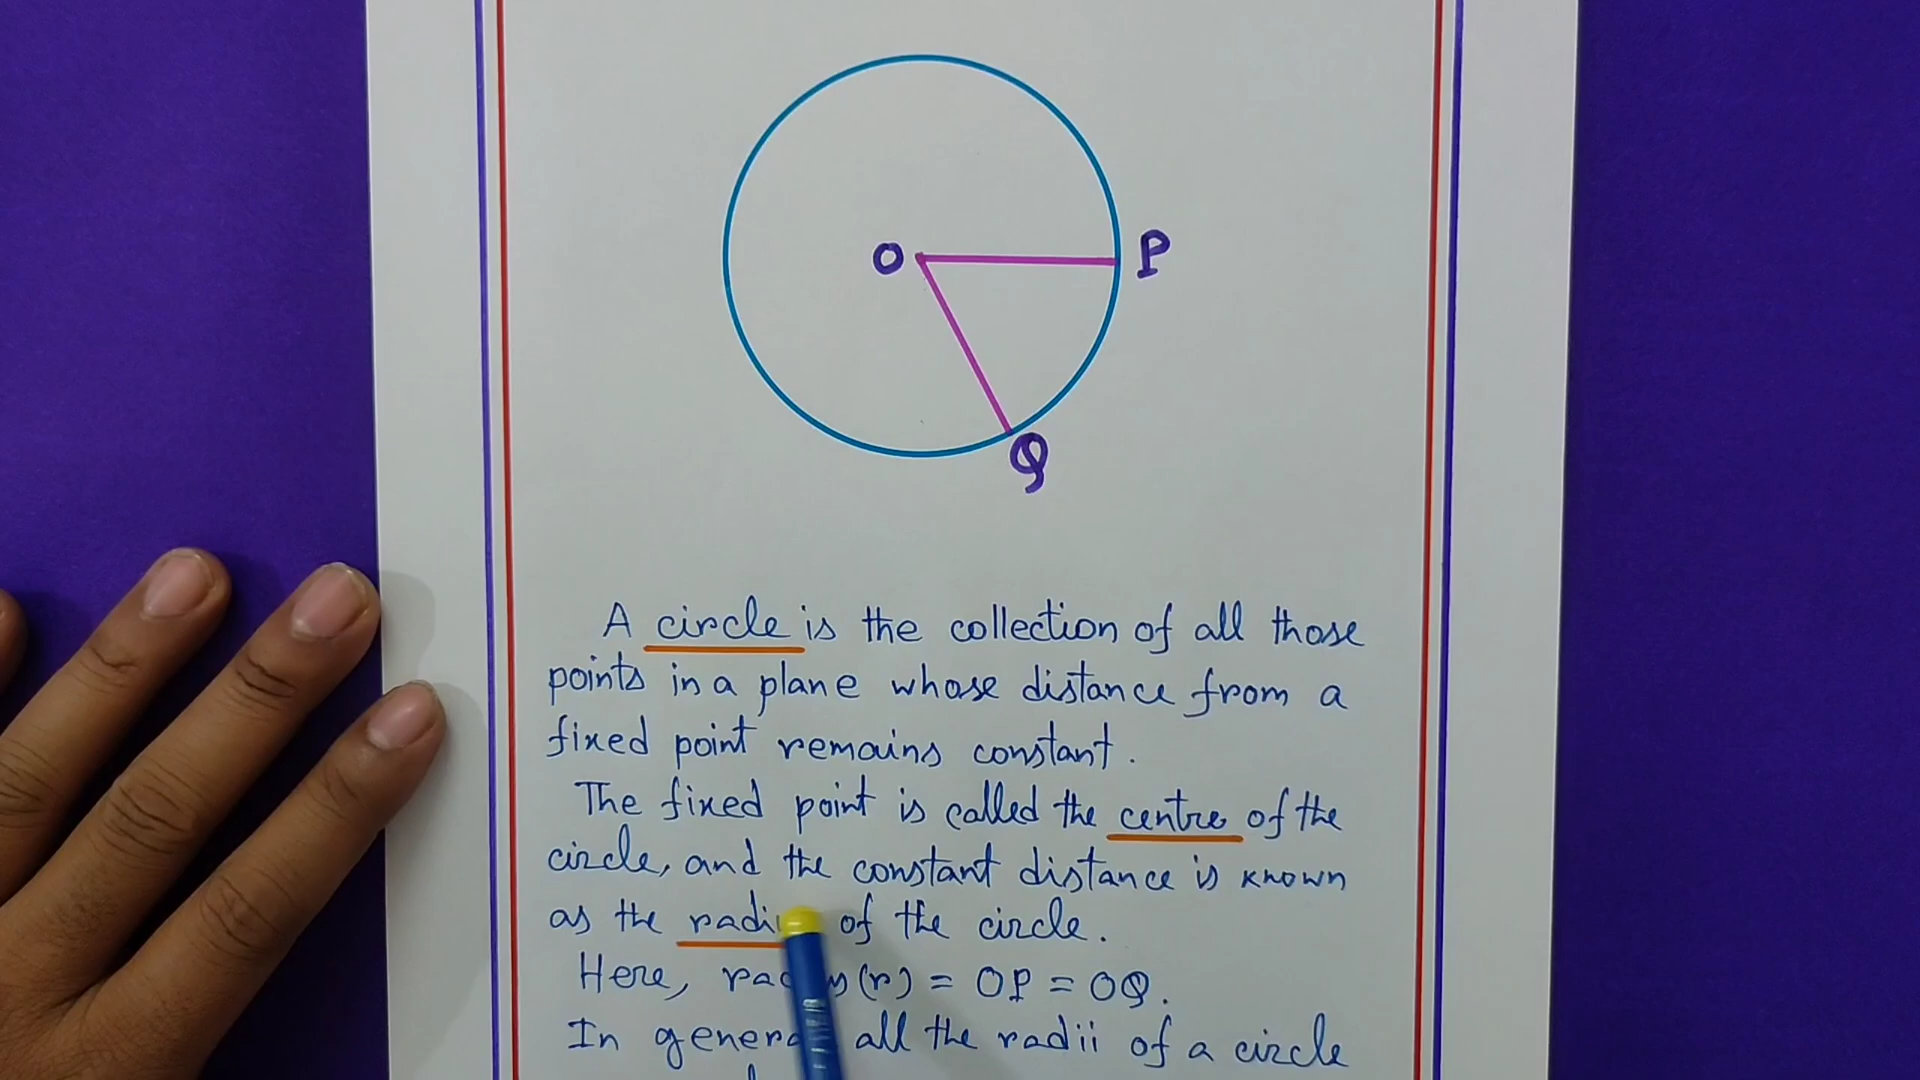 O
P
Q
A circle is the collection of all those
points in a plane whose distance from a
fixed point remains constant.
The fixed point is called the centre of the
circle, and the constant distance is known
as the of the circle.
Here, (r) = OP = OQ.
In all the radii of a circle